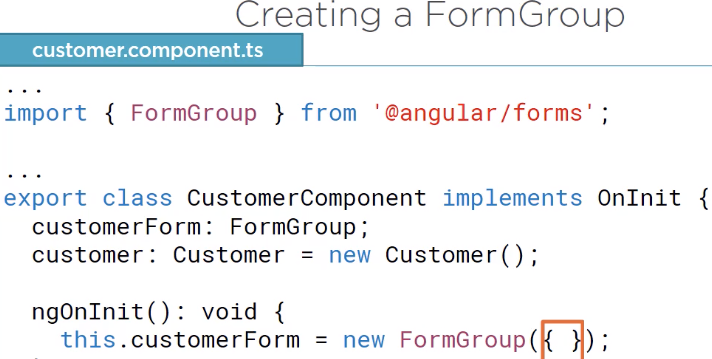 Creating a FormGroup
customer.component.ts
...
import { FormGroup } from '@angular/forms';
...
export class CustomerComponent implements OnInit {
customerForm: FormGroup;
customer: Customer = new Customer();
ngOnInit(): void {
this.customerForm = new FormGroup({ });